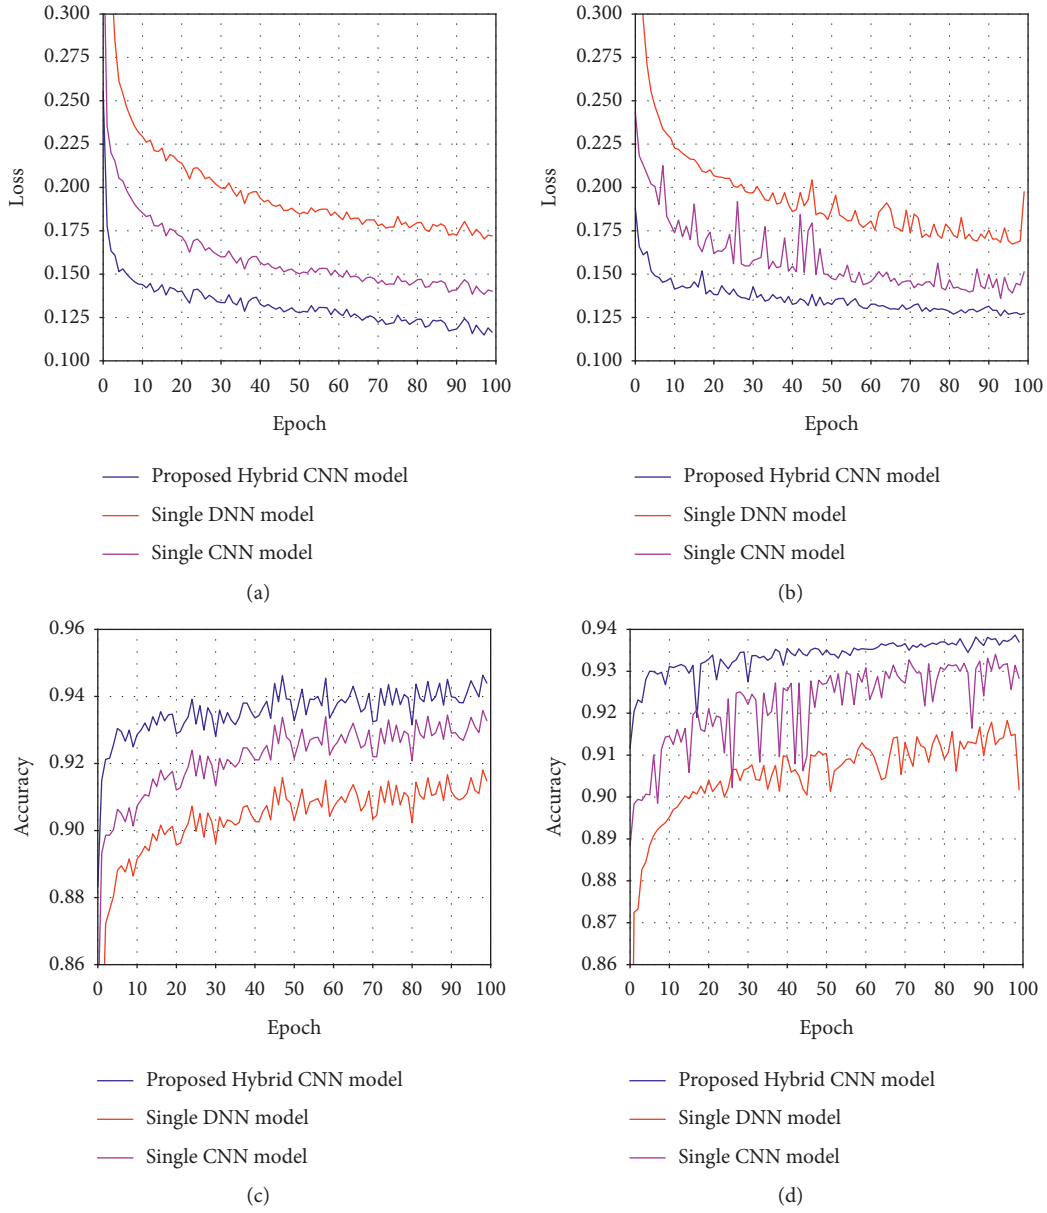 0.300
0.275
0.250
0.225
0.200
0.175
0.150
0.125
0.100
Loss
0 10 20 30 40 50 60 70 80 90 100
Epoch
Proposed Hybrid CNN model
Single DNN model
Single CNN model
(a)
0.300
0.275
0.250
0.225
0.200
0.175
0.150
0.125
0.100
Loss
0 10 20 30 40 50 60 70 80 90 100
Epoch
Proposed Hybrid CNN model
Single DNN model
Single CNN model
(b)
0.96
0.94
0.92
0.90
0.88
0.86
Accuracy
0 10 20 30 40 50 60 70 80 90 100
Epoch
Proposed Hybrid CNN model
Single DNN model
Single CNN model
(c)
0.94
0.93
0.92
0.91
0.90
0.89
0.88
0.87
0.86
Accuracy
0 10 20 30 40 50 60 70 80 90 100
Epoch
Proposed Hybrid CNN model
Single DNN model
Single CNN model
(d)